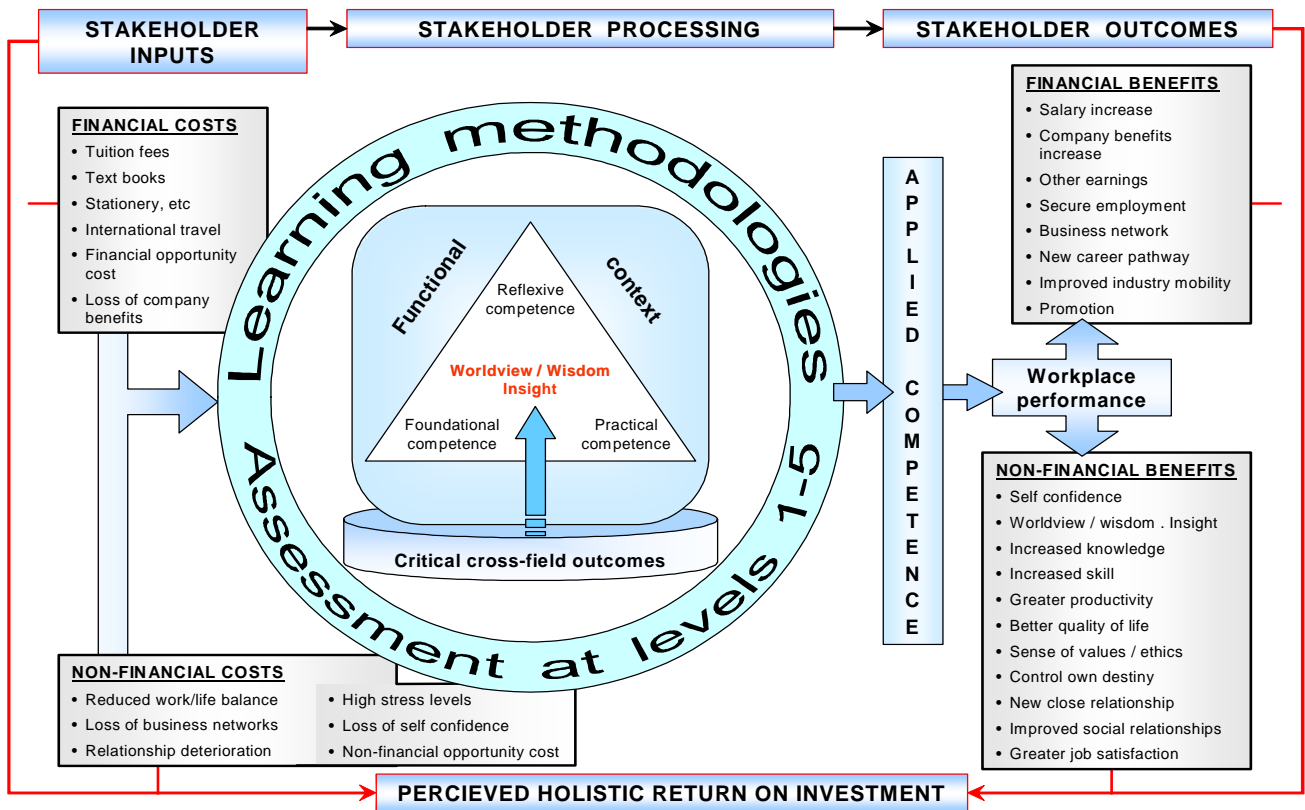 STAKEHOLDER
INPUTS
STAKEHOLDER PROCESSING
STAKEHOLDER OUTCOMES
FINANCIAL COSTS
• Tuition fees
• Text books
• Stationery, etc
• International travel
• Financial opportunity
cost
• Loss of company
benefits
NON-FINANCIAL COSTS
• Reduced work/life balance
• Loss of business networks
• Relationship deterioration
• High stress levels
• Loss of self confidence
• Non-financial opportunity cost
Learning methodologies
Functional
context
Reflexive
competence
Worldview / Wisdom
Insight
Foundational
competence
Practical
competence
Critical cross-field outcomes
Assessment at levels 1-5
APPLIED COMPETENCE
FINANCIAL BENEFITS
• Salary increase
• Company benefits
increase
• Other earnings
• Secure employment
• Business network
• New career pathway
• Improved industry mobility
• Promotion
Workplace
performance
NON-FINANCIAL BENEFITS
• Self confidence
• Worldview / wisdom . Insight
• Increased knowledge
• Increased skill
• Greater productivity
• Better quality of life
• Sense of values / ethics
• Control own destiny
• New close relationship
• Improved social relationships
• Greater job satisfaction
PERCIEVED HOLISTIC RETURN ON INVESTMENT